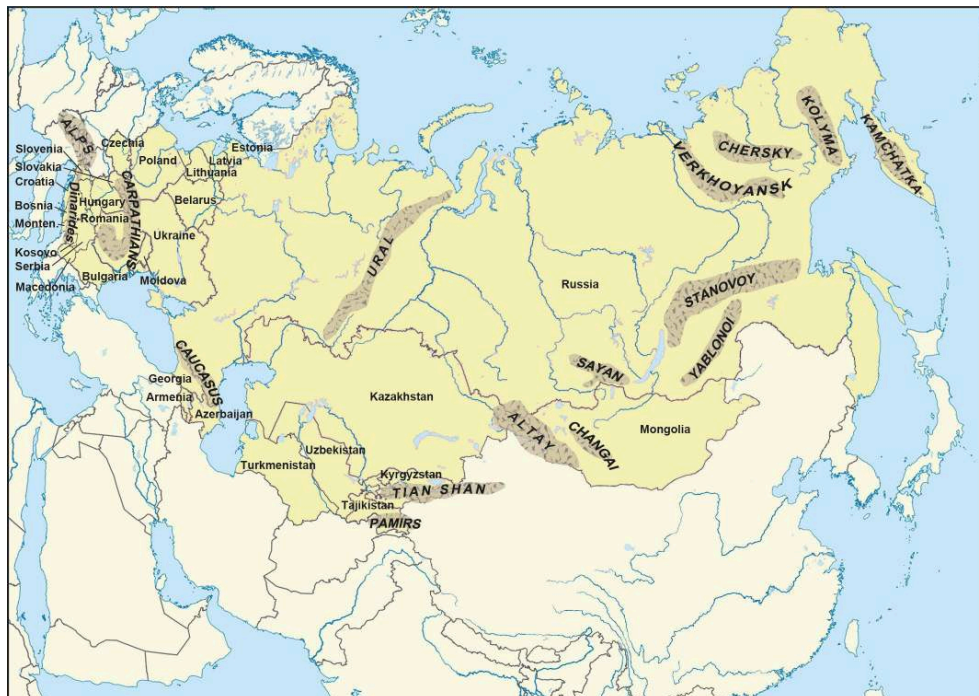 ALPS
Czechia
Slovenia
Slovakia
Croatia
Bosnia
Monten.
Kosovo
Serbia
Macedonia
Dinarides
Hungary
Romania
Bulgaria
CARPATHIANS
Poland
Estonia
Latvia
Lithuania
Belarus
Ukraine
Moldova
URAL
Russia
VERKHOYANSK
CHERSKY
KOLYMA
KAMCHATKA
STANOVOY
YABLONOI
SAYAN
ALTAY
CHANGAI
Mongolia
CAUCASUS
Georgia
Armenia
Azerbaijan
Kazakhstan
Uzbekistan
Turkmenistan
Kyrgyzstan
TIAN SHAN
Tajikistan
PAMIRS